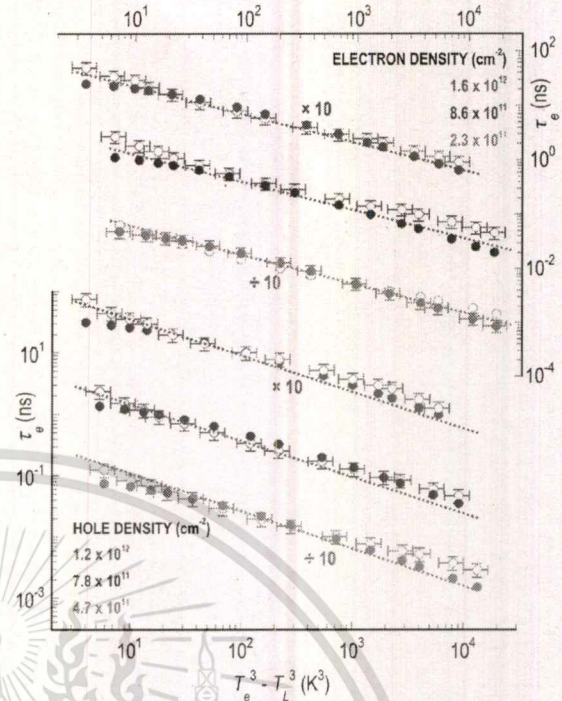 10¹ 10² 10³ 10⁴
10²
ELECTRON DENSITY (cm⁻²)
1.6 x 10¹²
8.6 x 10¹¹
2.3 x 10¹¹
τₑ (ns)
× 10
10⁰
÷ 10
10⁻²
10⁻⁴
× 10
10¹
τₑ (ns)
10⁻¹
HOLE DENSITY (cm⁻²)
1.2 x 10¹²
7.8 x 10¹¹
4.7 x 10¹¹
÷ 10
10⁻³
10¹ 10² 10³ 10⁴
Tₑ³ - T_L³ (K³)